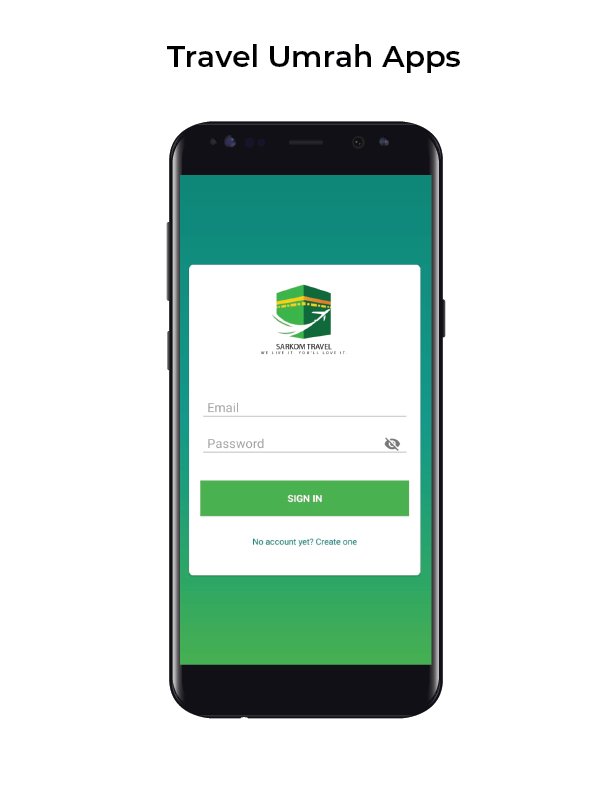 Travel Umrah Apps
SARKOM TRAVEL
WE LIVE IT. YOU'LL LOVE IT
Email
Password
SIGN IN
No account yet? Create one